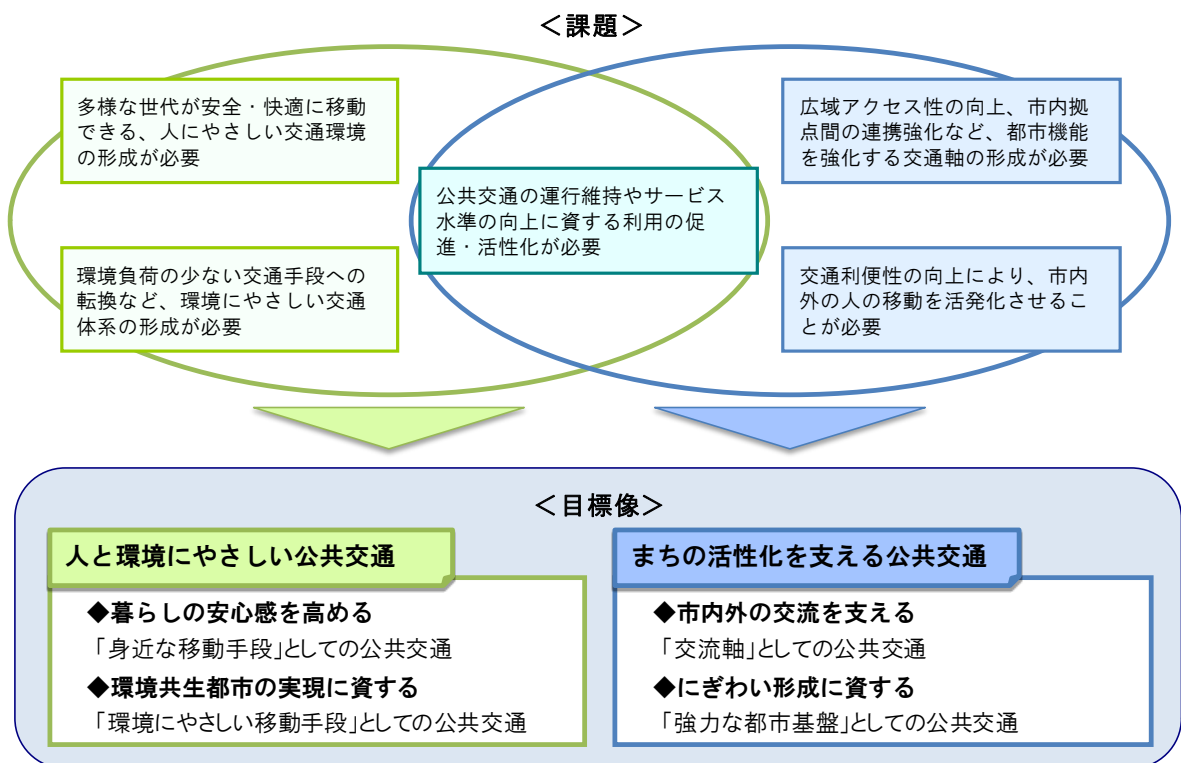 ＜課題＞
多様な世代が安全・快適に移動
できる、人にやさしい交通環境
の形成が必要
広域アクセス性の向上、市内拠
点間の連携強化など、都市機能
を強化する交通軸の形成が必要
公共交通の運行維持やサービス
水準の向上に資する利用の促
進・活性化が必要
環境負荷の少ない交通手段への
転換など、環境にやさしい交通
体系の形成が必要
交通利便性の向上により、市内
外の人の移動を活発化させるこ
とが必要
＜目標像＞
人と環境にやさしい公共交通
◆暮らしの安心感を高める
「身近な移動手段」としての公共交通
◆環境共生都市の実現に資する
「環境にやさしい移動手段」としての公共交通
まちの活性化を支える公共交通
◆市内外の交流を支える
「交流軸」としての公共交通
◆にぎわい形成に資する
「強力な都市基盤」としての公共交通